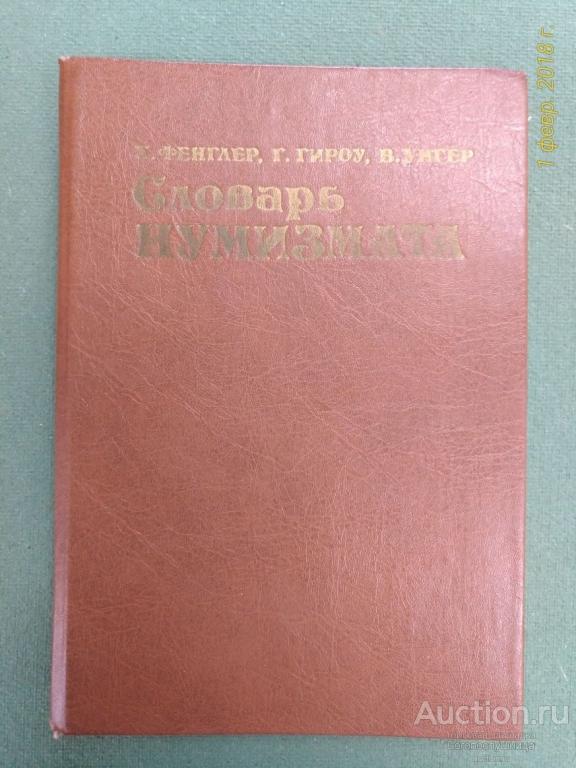 Х. ФЕНГЛЕР, Г. ГИРОУ, В. УНГЕР
Словарь
НУМИЗМАТА
1 февр. 2018 г.
Auction.ru